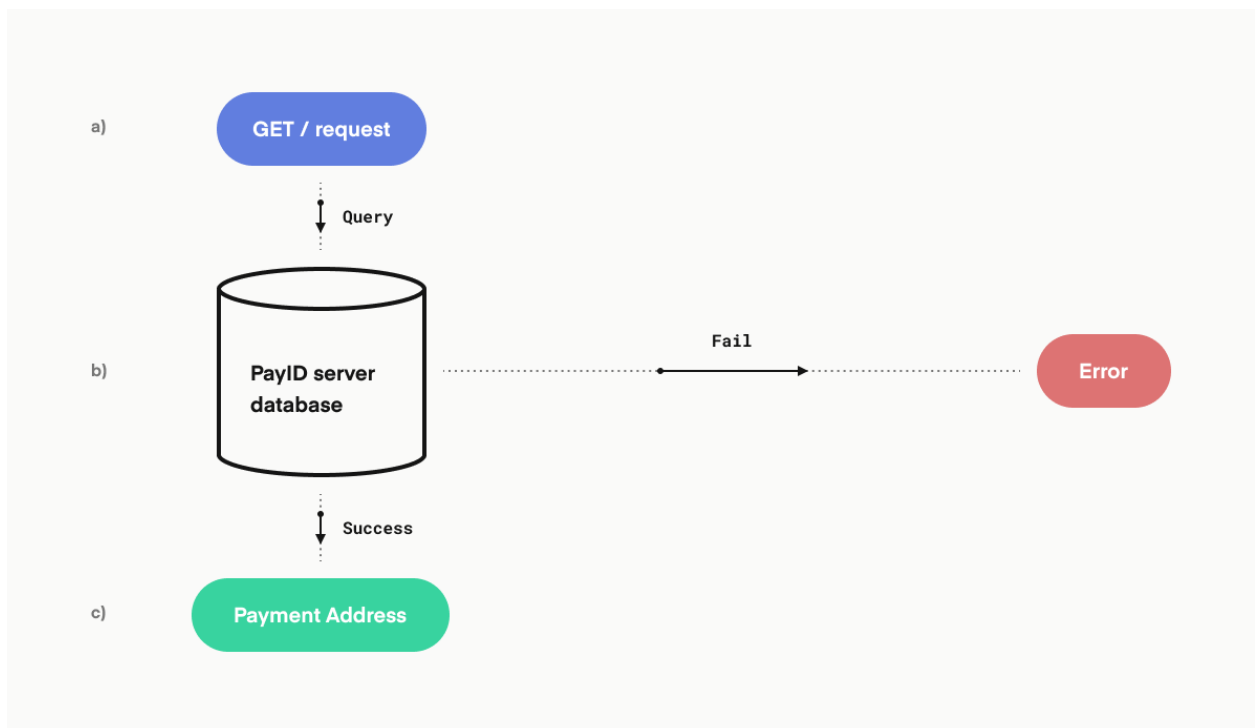 a)
GET / request
Query
b)
PayID server
database
Fail
Error
Success
c)
Payment Address